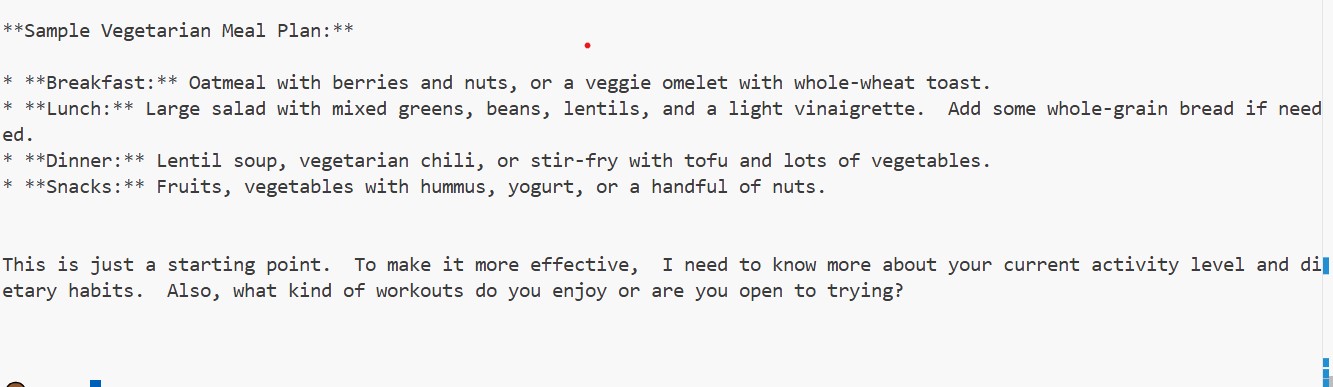 **Sample Vegetarian Meal Plan:**
* **Breakfast:** Oatmeal with berries and nuts, or a veggie omelet with whole-wheat toast.
* **Lunch:** Large salad with mixed greens, beans, lentils, and a light vinaigrette.  Add some whole-grain bread if need
ed.
* **Dinner:** Lentil soup, vegetarian chili, or stir-fry with tofu and lots of vegetables.
* **Snacks:** Fruits, vegetables with hummus, yogurt, or a handful of nuts.
This is just a starting point.  To make it more effective,  I need to know more about your current activity level and di
etary habits.  Also, what kind of workouts do you enjoy or are you open to trying?